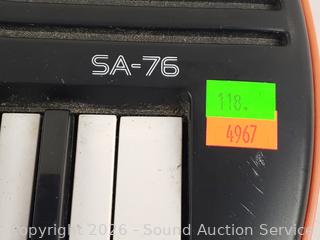 SA-76
118.
4967
Copyright 2026 - Sound Auction Service